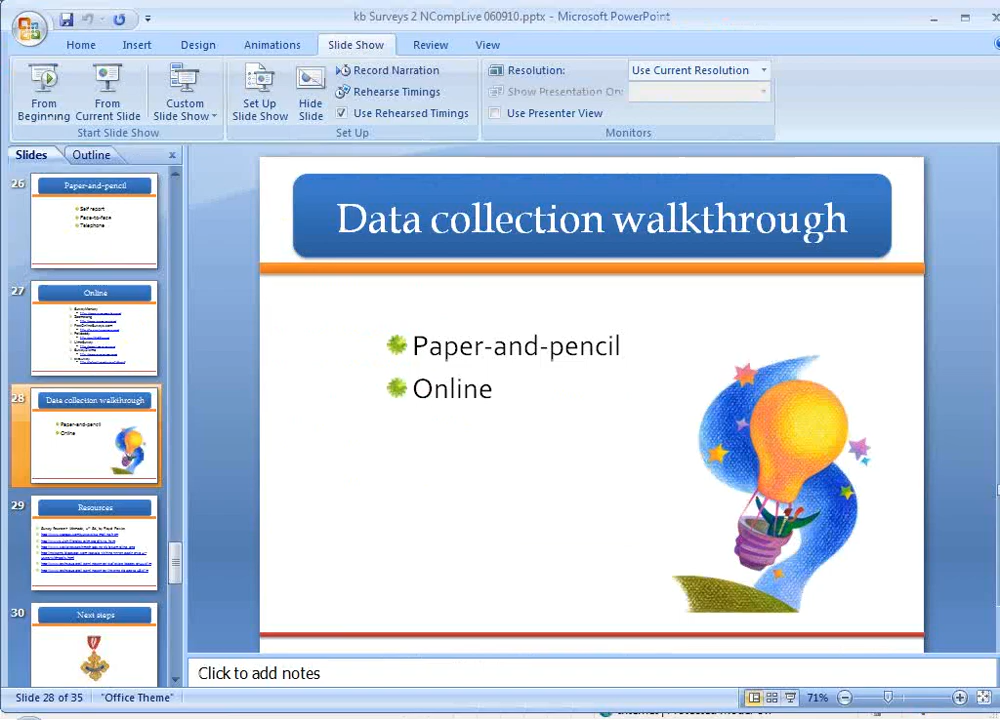 kb Surveys 2 NCompLive 060910.pptx - Microsoft PowerPoint
Home Insert Design Animations Slide Show Review View
From Beginning
From Current Slide
Custom Slide Show
Start Slide Show
Set Up Slide Show
Hide Slide
Record Narration
Rehearse Timings
Use Rehearsed Timings
Set Up
Resolution: Use Current Resolution
Show Presentation On:
Use Presenter View
Monitors
Slides Outline
26
Paper-and-pencil
Self report
Face-to-face
Telephone
27
Online
28
Data collection walkthrough
Paper-and-pencil
Online
29
Resources
30
Next steps
Data collection walkthrough
Paper-and-pencil
Online
Click to add notes
Slide 28 of 35 "Office Theme" 71%